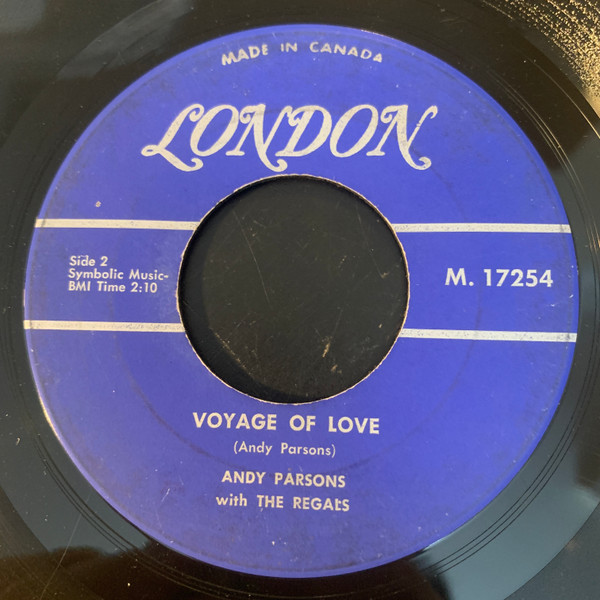 MADE IN CANADA
LONDON
Side 2
Symbolic Music-
BMI Time 2:10
M. 17254
VOYAGE OF LOVE
(Andy Parsons)
ANDY PARSONS
with THE REGALS